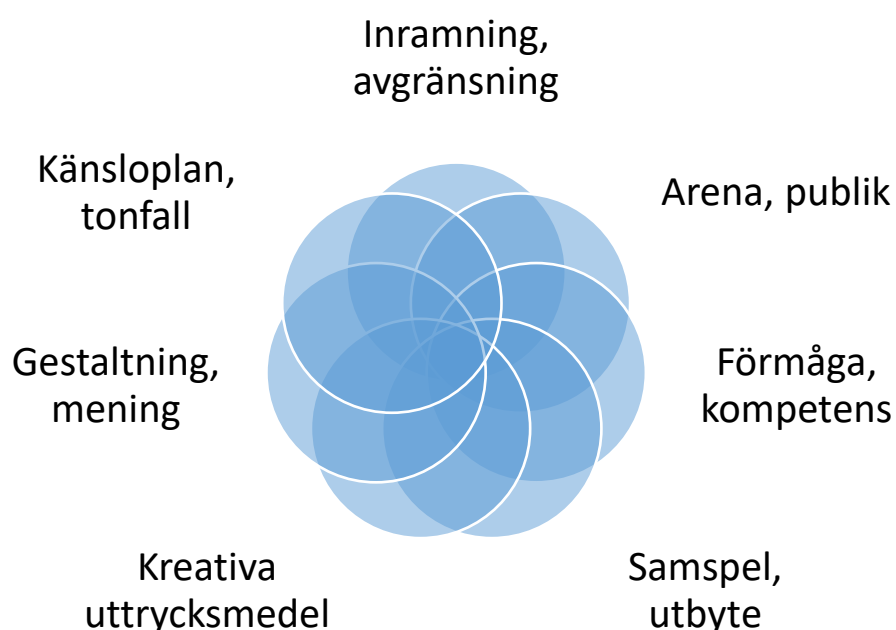 Inramning,
avgränsning
Arena, publik
Förmåga,
kompetens
Samspel,
utbyte
Kreativa
uttrycksmedel
Gestaltning,
mening
Känsloplan,
tonfall